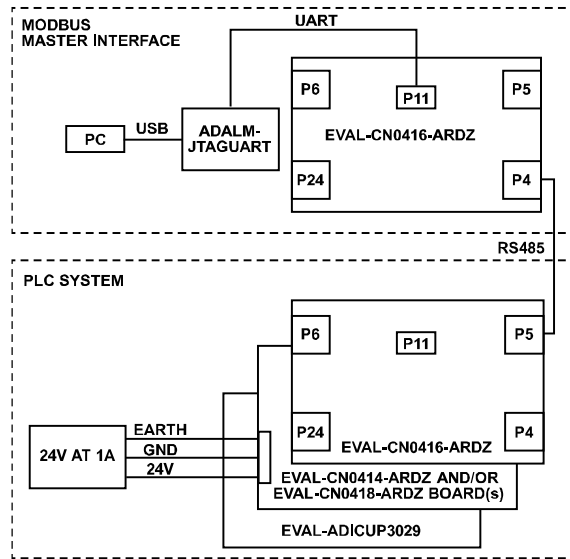 MODBUS
MASTER INTERFACE
UART
P6
P11
P5
EVAL-CN0416-ARDZ
PC
USB
ADALM-
JTAGUART
P24
P4
RS485
PLC SYSTEM
P6
P11
P5
24V AT 1A
EARTH
GND
24V
P24
P4
EVAL-CN0416-ARDZ
EVAL-CN0414-ARDZ AND/OR
EVAL-CN0418-ARDZ BOARD(s)
EVAL-ADICUP3029